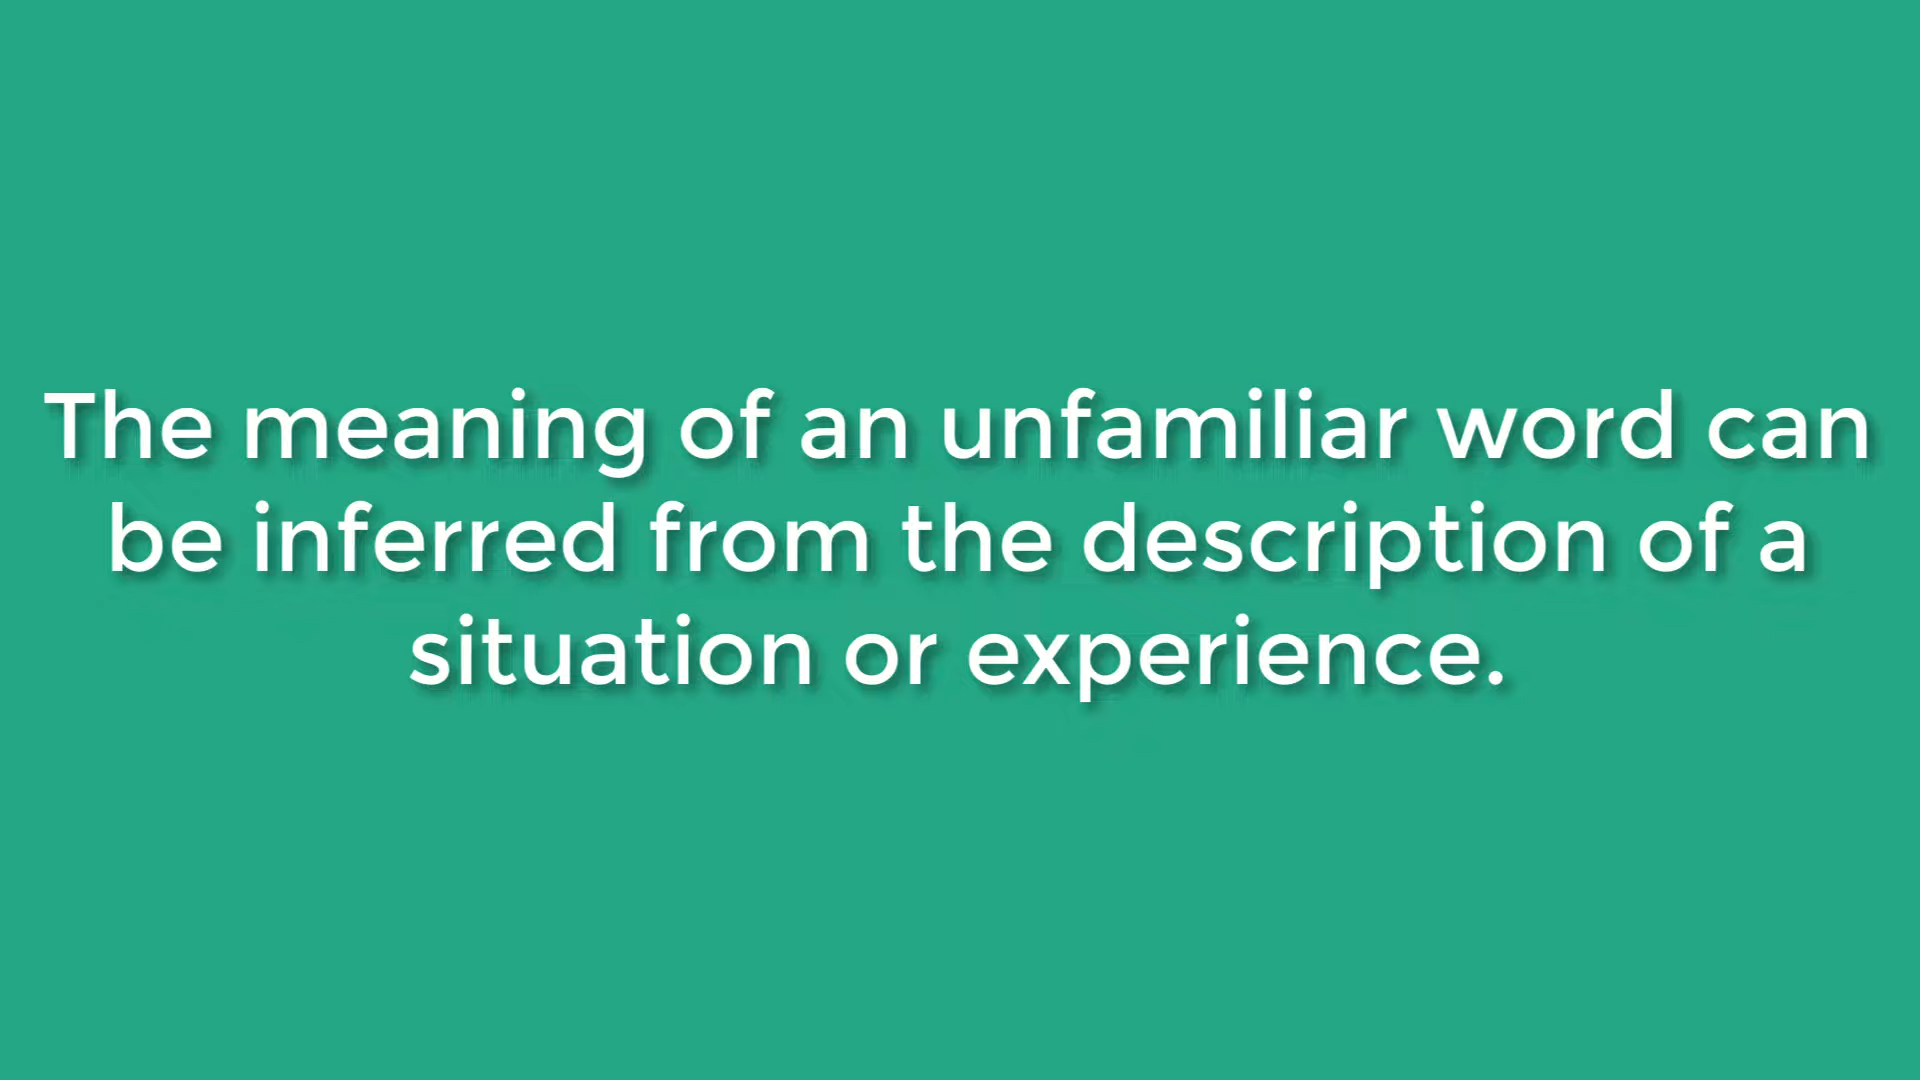 The meaning of an unfamiliar word can
be inferred from the description of a
situation or experience.